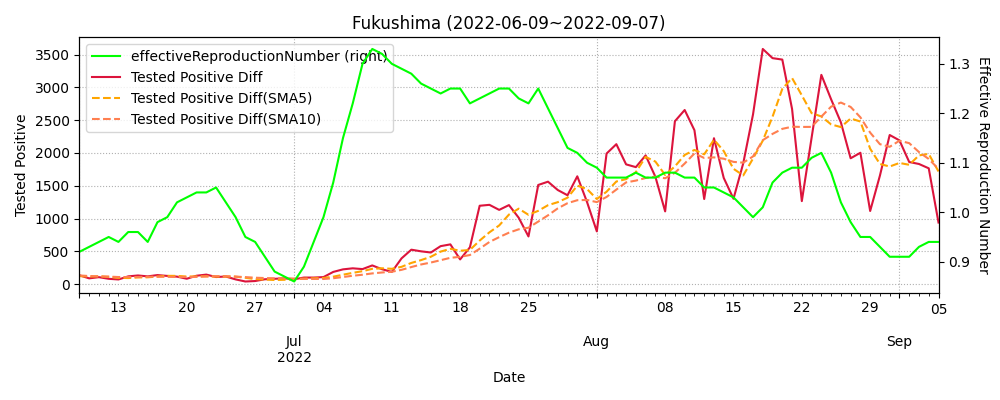 Fukushima (2022-06-09~2022-09-07)
effectiveReproductionNumber (right)
Tested Positive Diff
Tested Positive Diff(SMA5)
Tested Positive Diff(SMA10)
Tested Positive
3500
3000
2500
2000
1500
1000
500
0
1.3
1.2
1.1
1.0
0.9
Effective Reproduction Number
13 20 27 04 11 18 25 08 15 22 29 05
Jul Aug Sep
2022
Date